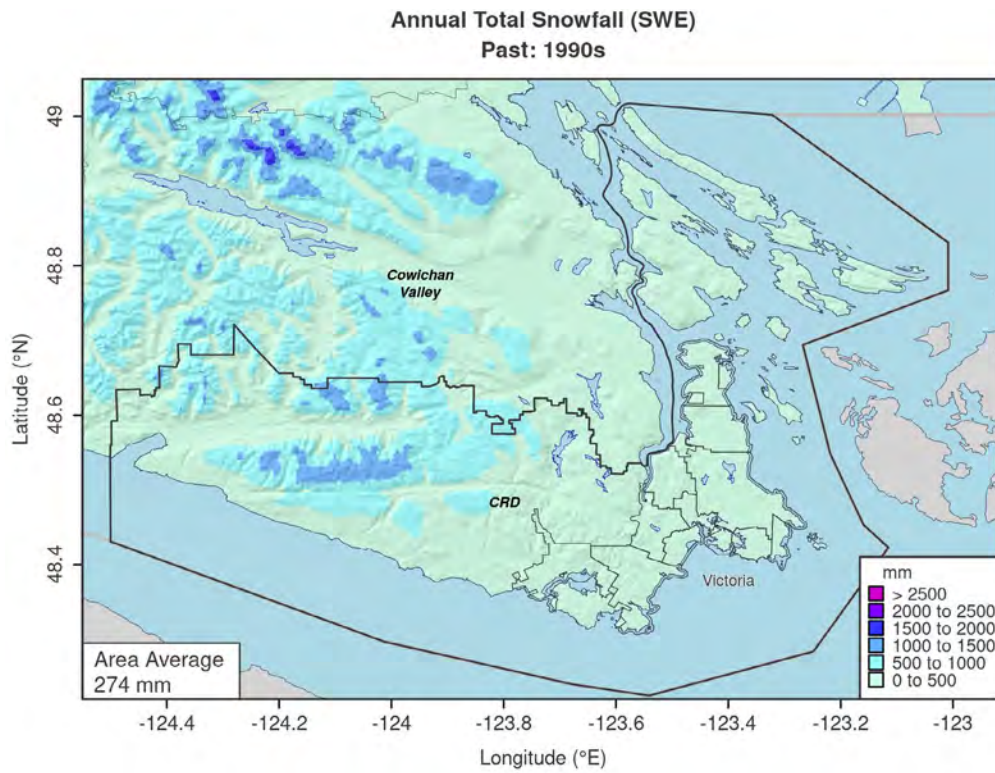 Annual Total Snowfall (SWE)
Past: 1990s
49
48.8
48.6
48.4
Latitude (°N)
Cowichan
Valley
CRD
Victoria
mm
> 2500
2000 to 2500
1500 to 2000
1000 to 1500
500 to 1000
0 to 500
Area Average
274 mm
-124.4
-124.2
-124
-123.8
-123.6
-123.4
-123.2
-123
Longitude (°E)